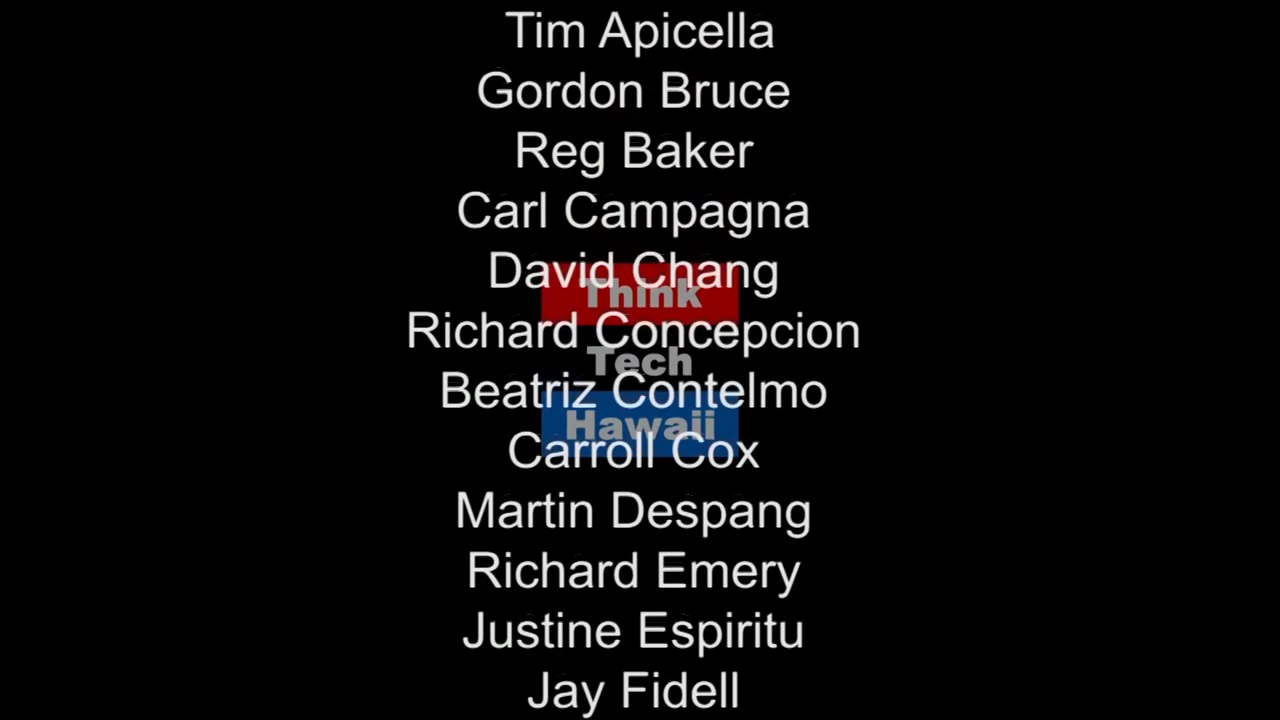 Tim Apicella
Gordon Bruce
Reg Baker
Carl Campagna
David Chang
Think
Richard Concepcion
Tech
Beatriz Contelmo
Hawaii
Carroll Cox
Martin Despang
Richard Emery
Justine Espiritu
Jay Fidell